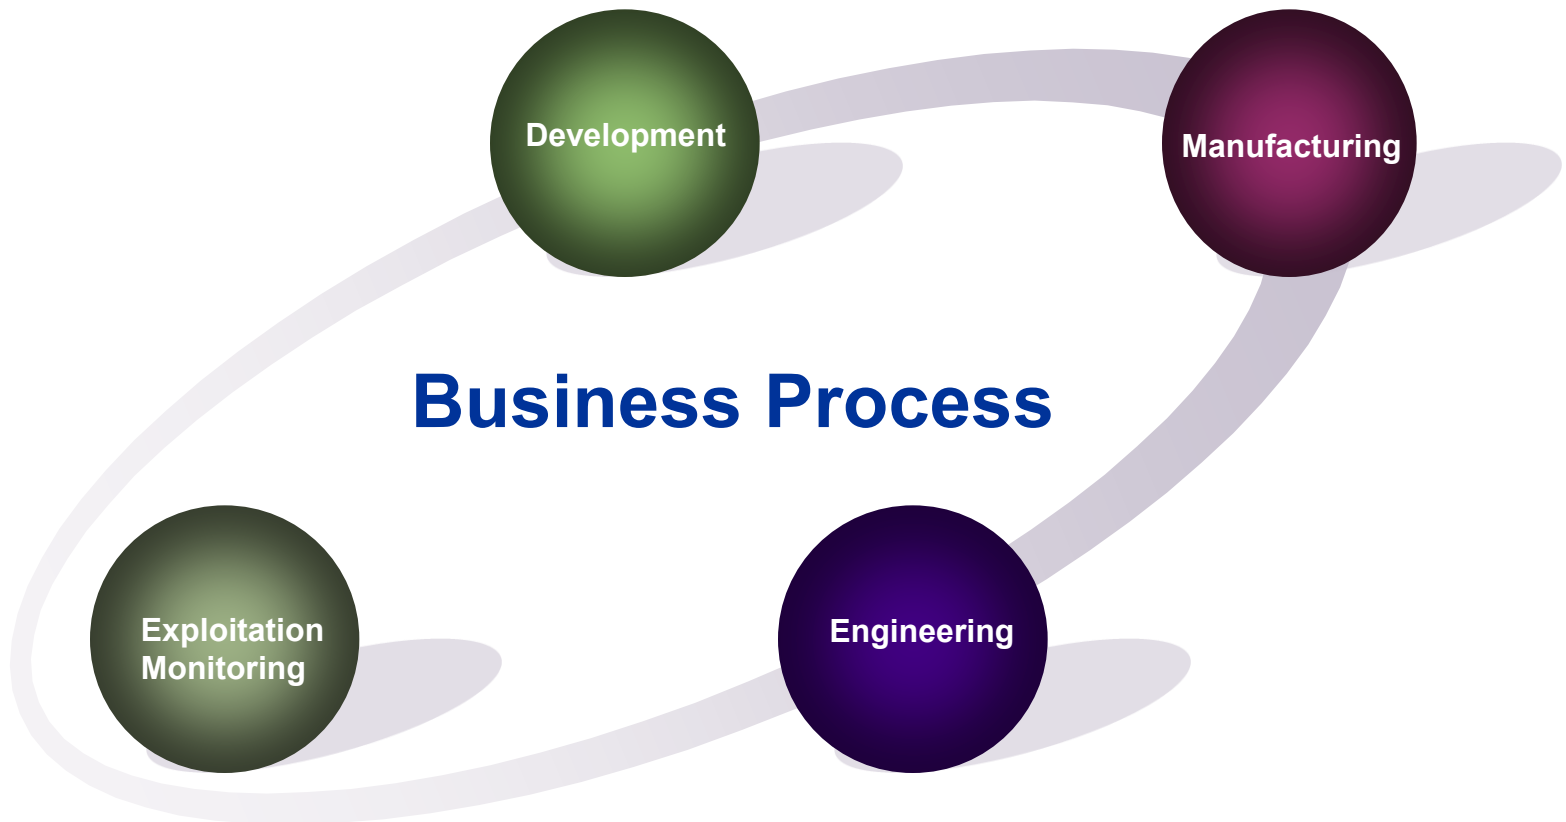 Development
Manufacturing
Business Process
Exploitation
Monitoring
Engineering